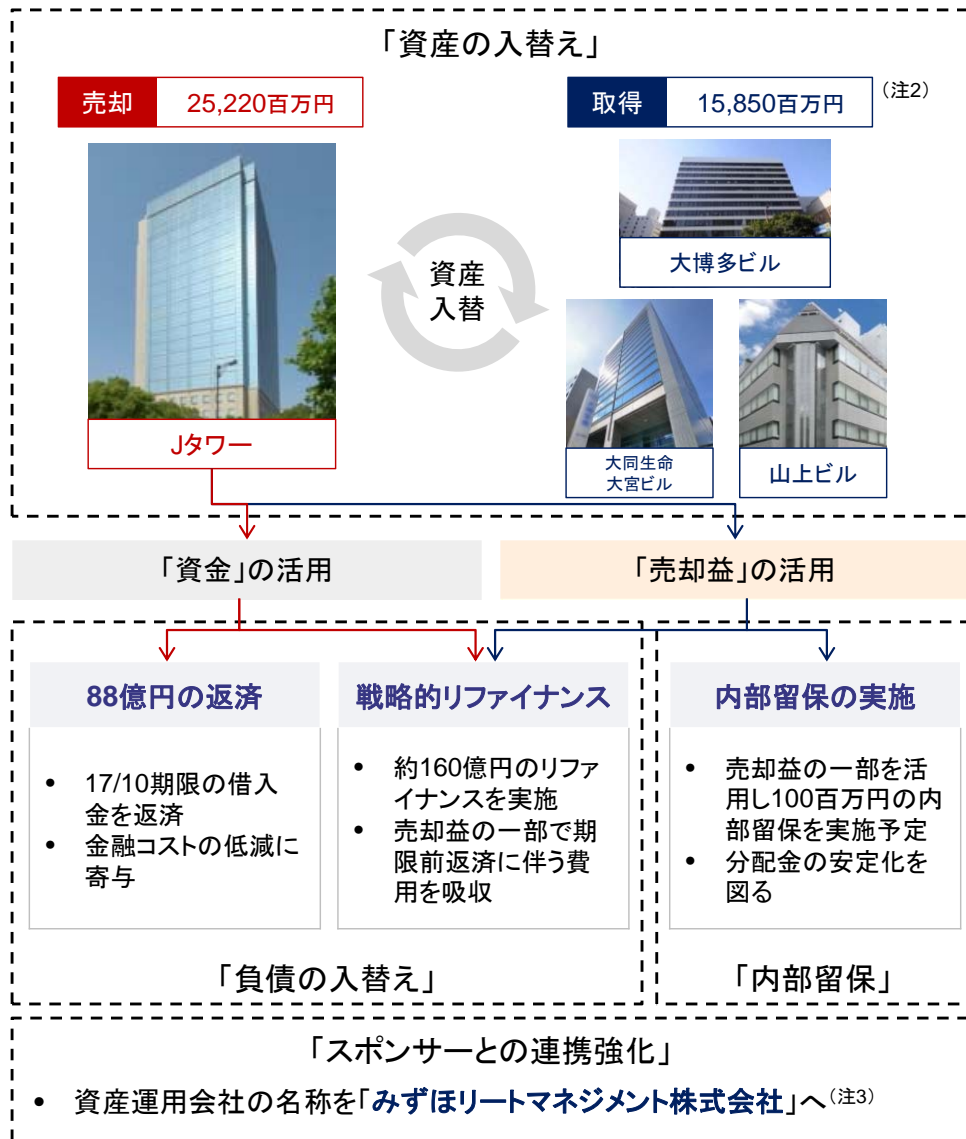 「資産の入替え」
売却 25,220百万円
取得 15,850百万円 (注2)
大博多ビル
資産
入替
Jタワー
大同生命
大宮ビル
山上ビル
「資金」の活用
「売却益」の活用
88億円の返済
• 17/10期限の借入
金を返済
• 金融コストの低減に
寄与
戦略的リファイナンス
• 約160億円のリファ
イナンスを実施
• 売却益の一部で期
限前返済に伴う費
用を吸収
内部留保の実施
• 売却益の一部を活
用し100百万円の内
部留保を実施予定
• 分配金の安定化を
図る
「負債の入替え」
「内部留保」
「スポンサーとの連携強化」
• 資産運用会社の名称を「みずほリートマネジメント株式会社」へ(注3)